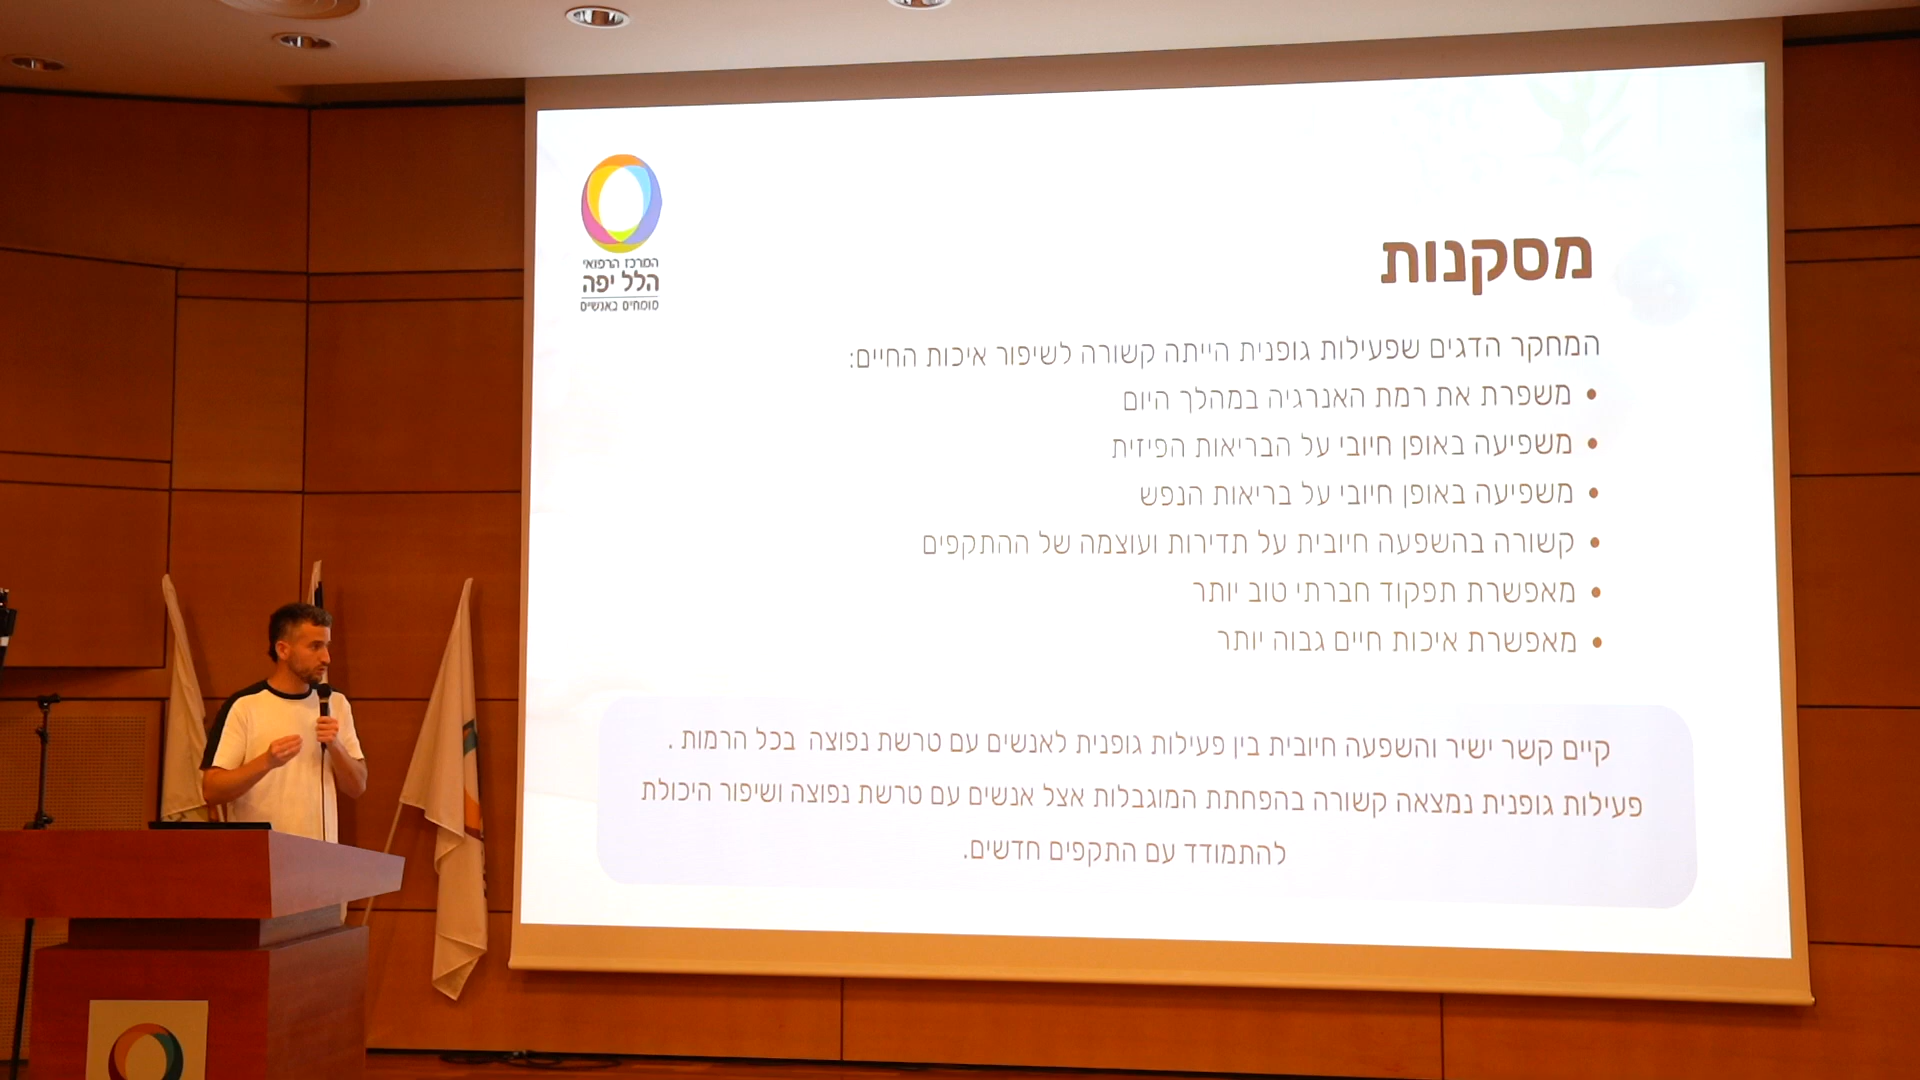 המרכז הרפואי
הלל יפה
מומחים באנשיים
מסקנות
המחקר הדגים שפעילות גופנית הייתה קשורה לשיפור איכות החיים:
• משפרת את רמת האנרגיה במהלך היום
• משפיעה באופן חיובי על הבריאות הפיזית
• משפיעה באופן חיובי על בריאות הנפש
• קשורה בהשפעה חיובית על תדירות ועוצמה של ההתקפים
• מאפשרת תפקוד חברתי טוב יותר
• מאפשרת איכות חיים גבוה יותר
קיים קשר ישיר והשפעה חיובית בין פעילות גופנית לאנשים עם טרשת נפוצה בכל הרמות .
פעילות גופנית נמצאה קשורה בהפחתת המוגבלות אצל אנשים עם טרשת נפוצה ושיפור היכולת
להתמודד עם התקפים חדשים.